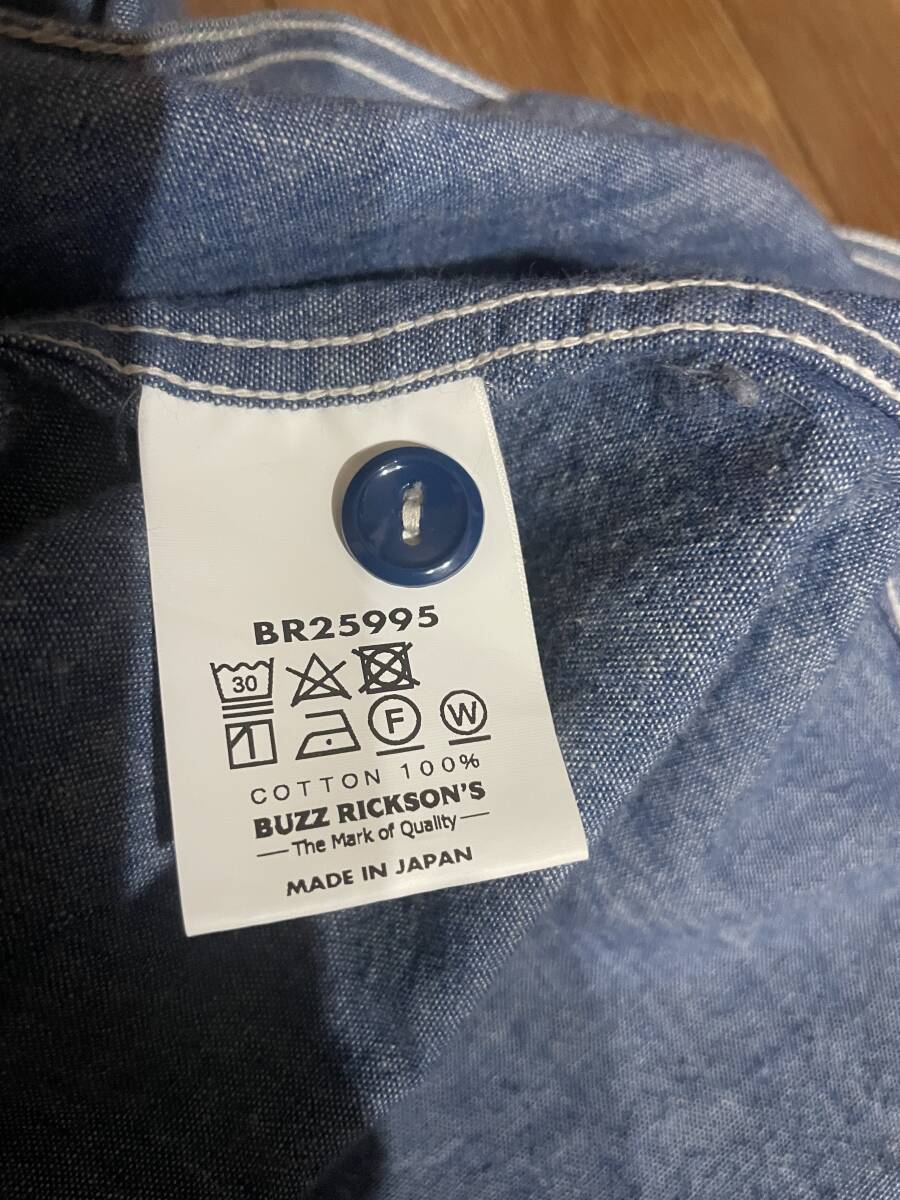 BR25995
30
F W
COTTON 100%
BUZZ RICKSON'S
The Mark of Quality
MADE IN JAPAN